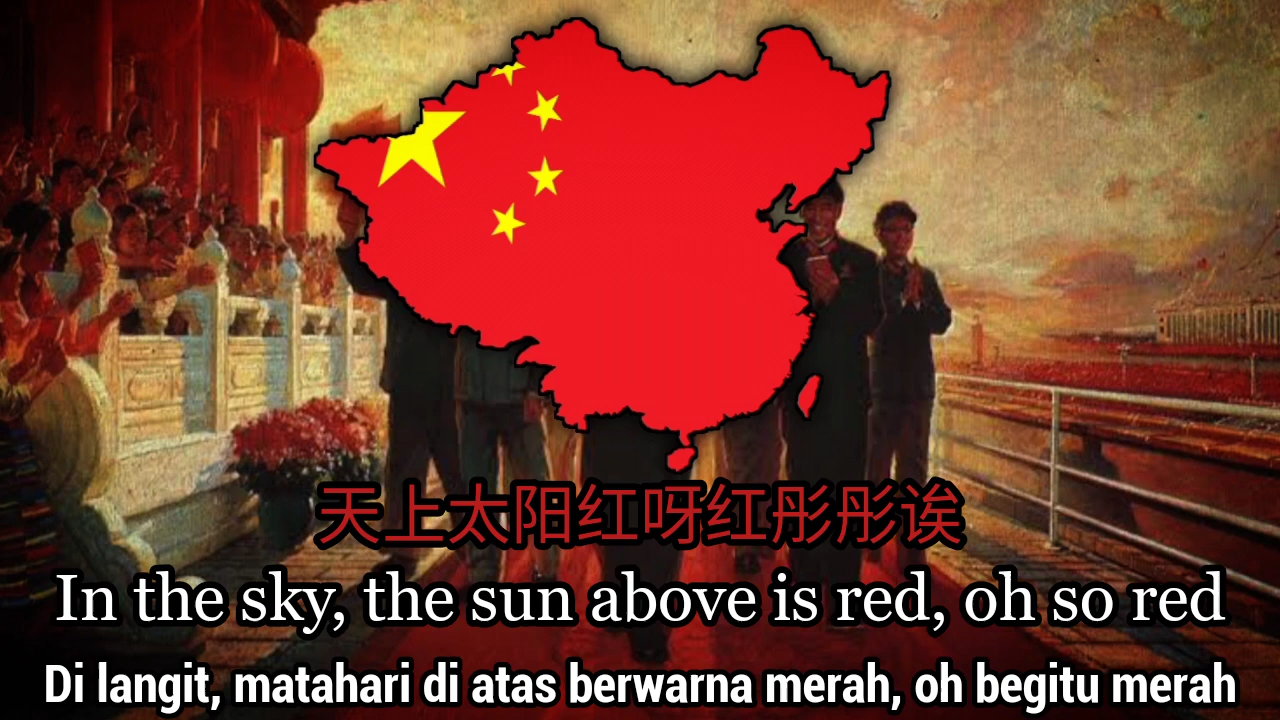 天上太阳红呀红彤彤诶
In the sky, the sun above is red, oh so red
Di langit, matahari di atas berwarna merah, oh begitu merah